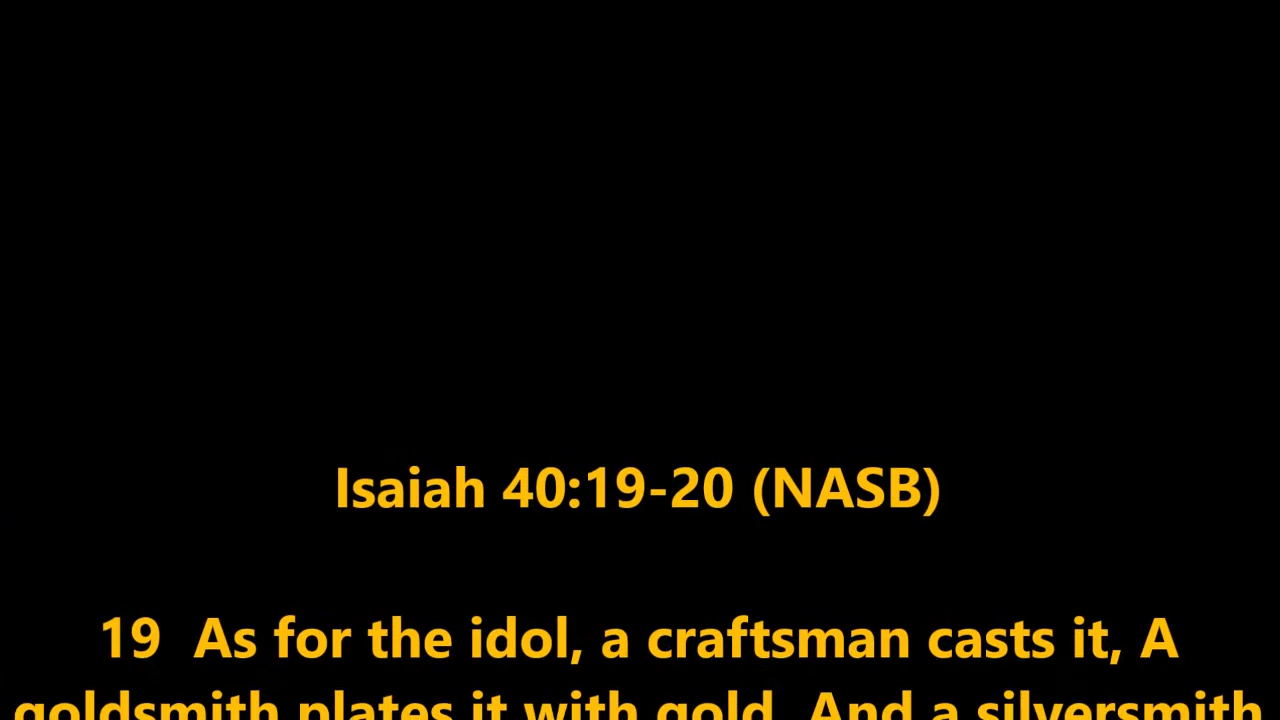 Isaiah 40:19-20 (NASB)
19  As for the idol, a craftsman casts it, A
goldsmith plates it with gold, And a silversmith